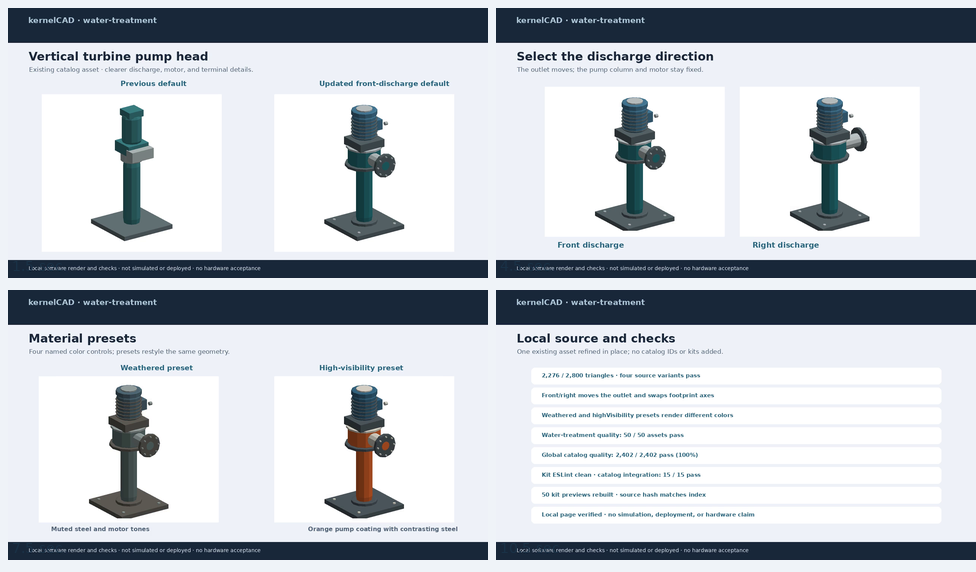 kernelCAD · water-treatment
Vertical turbine pump head
Existing catalog asset · clearer discharge, motor, and terminal details.
Previous default
Updated front-discharge default
Local software render and checks · not simulated or deployed · no hardware acceptance
kernelCAD · water-treatment
Select the discharge direction
The outlet moves; the pump column and motor stay fixed.
Front discharge
Right discharge
Local software render and checks · not simulated or deployed · no hardware acceptance
kernelCAD · water-treatment
Material presets
Four named color controls; presets restyle the same geometry.
Weathered preset
High-visibility preset
Muted steel and motor tones
Orange pump coating with contrasting steel
Local software render and checks · not simulated or deployed · no hardware acceptance
kernelCAD · water-treatment
Local source and checks
One existing asset refined in place; no catalog IDs or kits added.
2,276 / 2,800 triangles · four source variants pass
Front/right moves the outlet and swaps footprint axes
Weathered and highVisibility presets render different colors
Water-treatment quality: 50 / 50 assets pass
Global catalog quality: 2,402 / 2,402 pass (100%)
Kit ESLint clean · catalog integration: 15 / 15 pass
50 kit previews rebuilt · source hash matches index
Local page verified · no simulation, deployment, or hardware claim
Local software render and checks · not simulated or deployed · no hardware acceptance